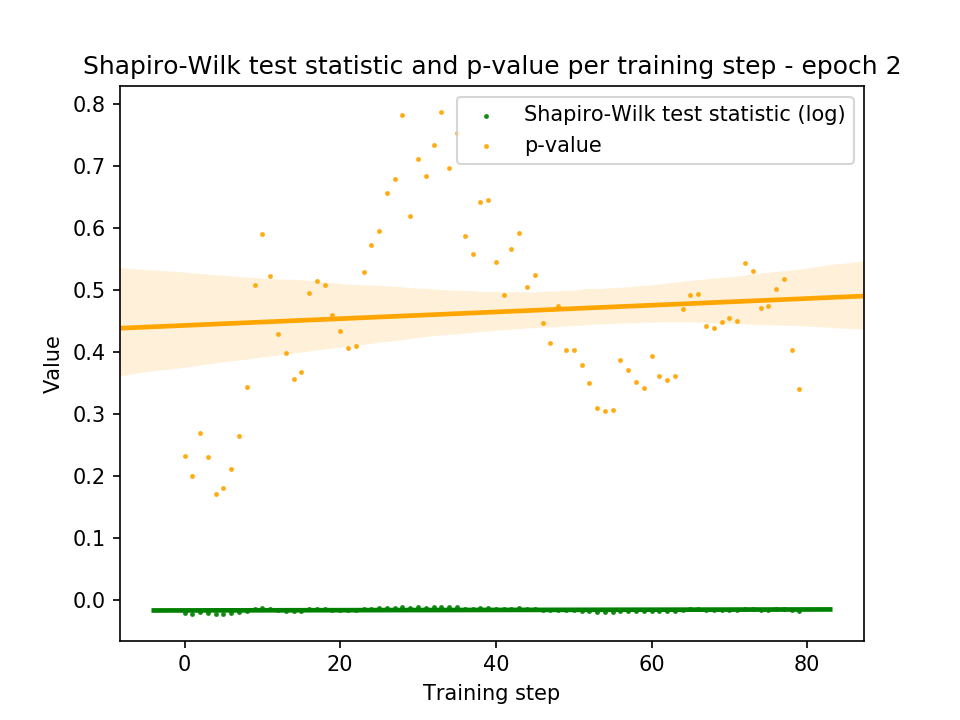 Shapiro-Wilk test statistic and p-value per training step - epoch 2
Shapiro-Wilk test statistic (log)
p-value
0.8
0.7
0.6
0.5
0.4
0.3
0.2
0.1
0.0
Value
0
20
40
60
80
Training step